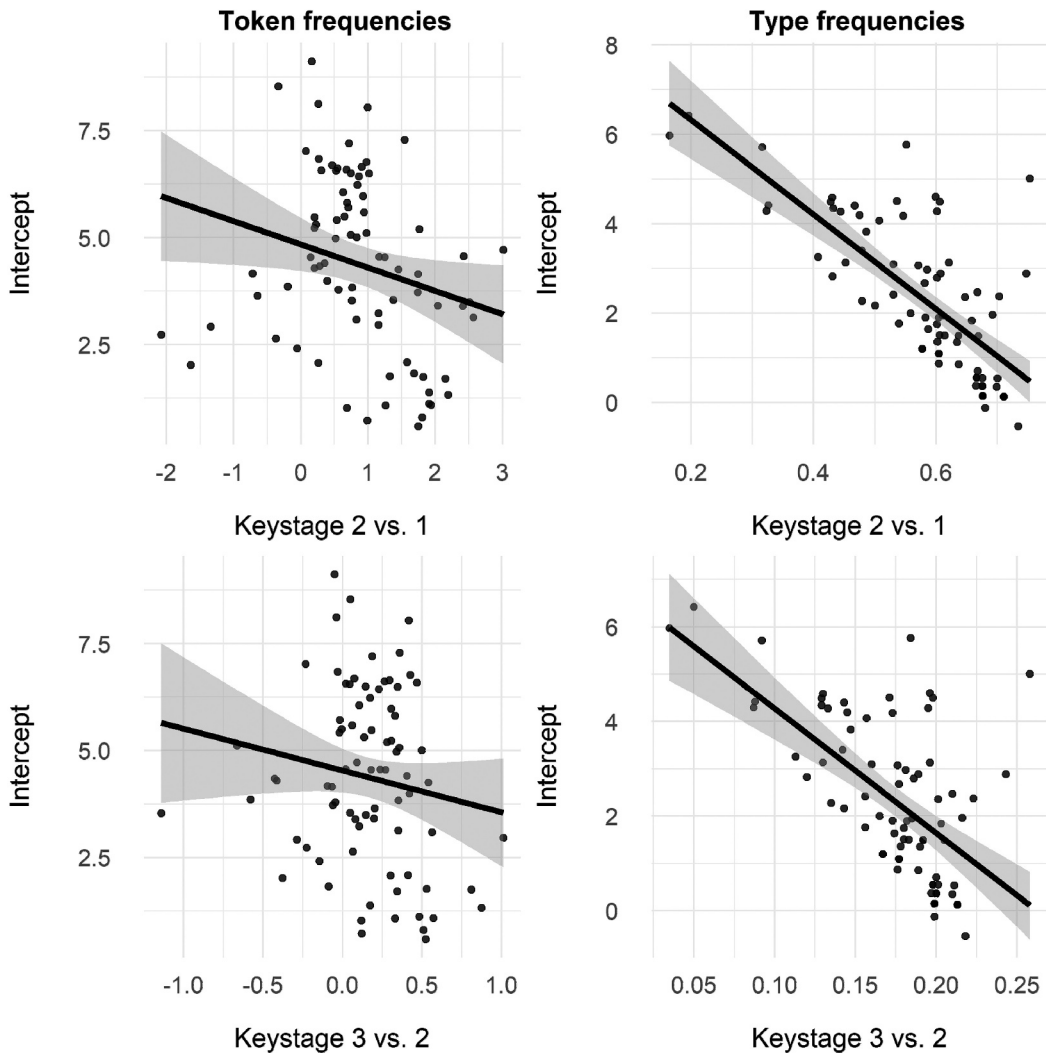 Token frequencies
Type frequencies
Intercept
7.5
5.0
2.5
-2 -1 0 1 2 3
Keystage 2 vs. 1
Intercept
8
6
4
2
0
0.2 0.4 0.6
Keystage 2 vs. 1
Intercept
7.5
5.0
2.5
-1.0 -0.5 0.0 0.5 1.0
Keystage 3 vs. 2
Intercept
6
4
2
0
0.05 0.10 0.15 0.20 0.25
Keystage 3 vs. 2